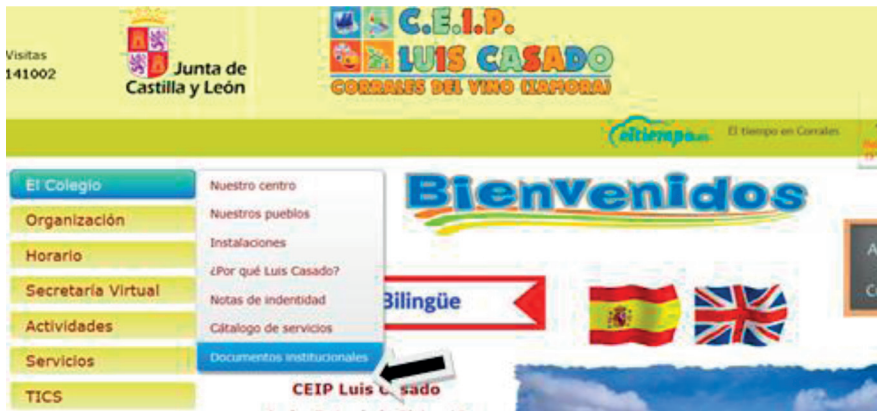 Visitas
141002
Junta de
Castilla y León
C.E.I.P.
LUIS CASADO
CORRALES DEL VINO (ZAMORA)
eltiempo.es
El tiempo en Corrales
El Colegio
Organización
Horario
Secretaría Virtual
Actividades
Servicios
TICS
Nuestro centro
Nuestros pueblos
Instalaciones
¿Por qué Luis Casado?
Notas de indentidad
Cátalogo de servicios
Documentos institucionales
Bienvenidos
Bilingüe
CEIP Luis Casado